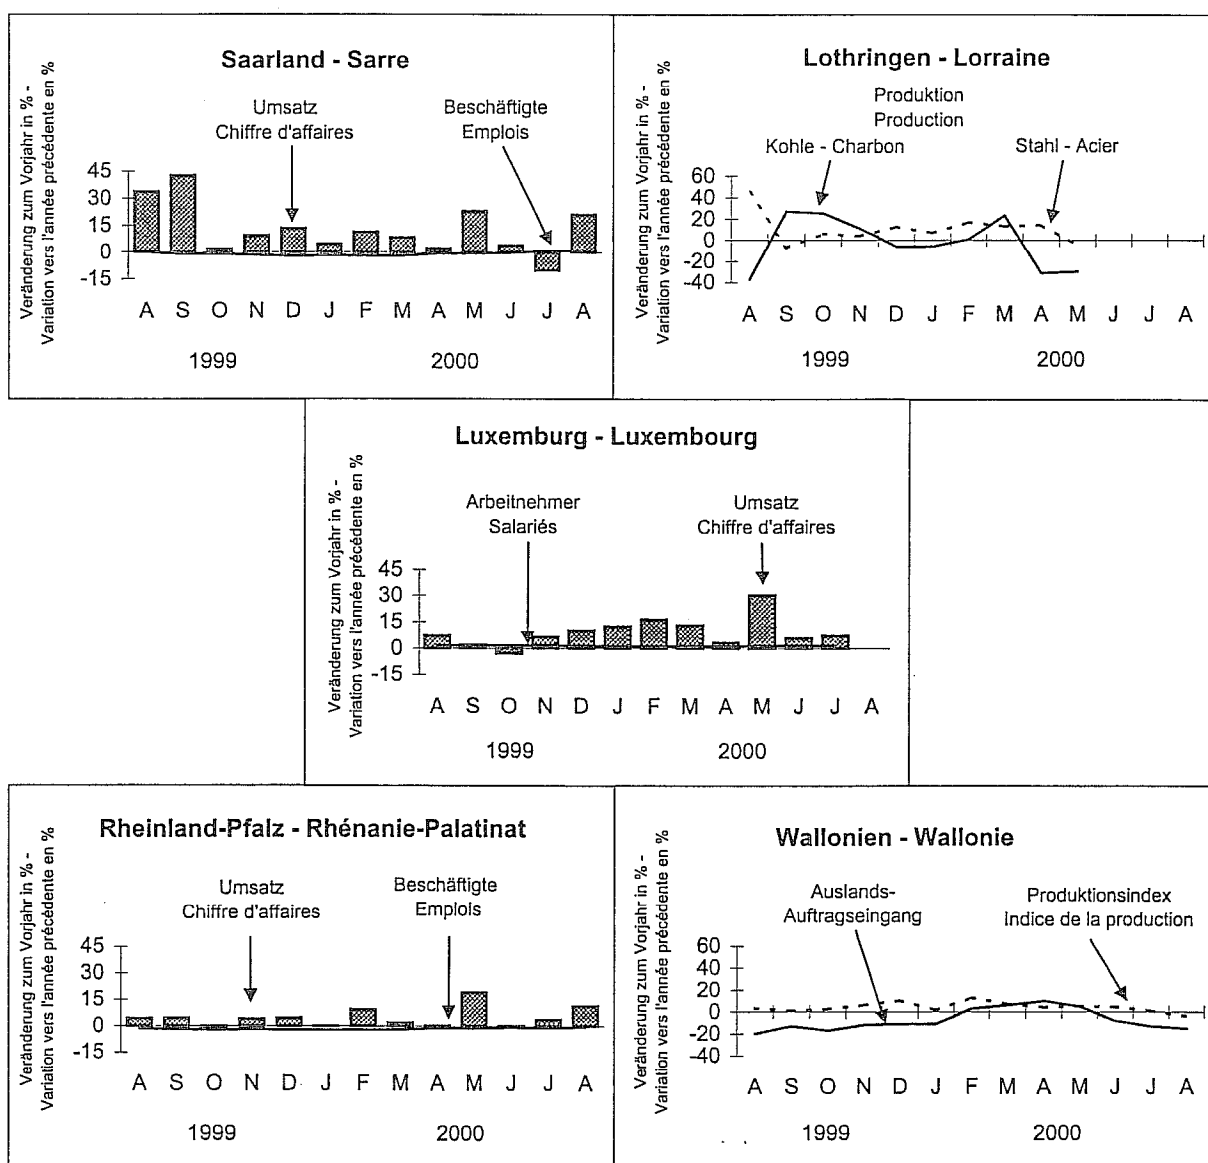 Saarland - Sarre
Veränderung zum Vorjahr in % -
Variation vers l'année précédente en %
Umsatz
Chiffre d'affaires
Beschäftigte
Emplois
45
30
15
0
-15
A S O N D J F M A M J J A
1999 2000
Lothringen - Lorraine
Veränderung zum Vorjahr in % -
Variation vers l'année précédente en %
Produktion
Production
Kohle - Charbon
Stahl - Acier
60
40
20
0
-20
-40
A S O N D J F M A M J J A
1999 2000
Luxemburg - Luxembourg
Veränderung zum Vorjahr in % -
Variation vers l'année précédente en %
Arbeitnehmer
Salariés
Umsatz
Chiffre d'affaires
45
30
15
0
-15
A S O N D J F M A M J J A
1999 2000
Rheinland-Pfalz - Rhénanie-Palatinat
Veränderung zum Vorjahr in % -
Variation vers l'année précédente en %
Umsatz
Chiffre d'affaires
Beschäftigte
Emplois
45
30
15
0
-15
A S O N D J F M A M J J A
1999 2000
Wallonien - Wallonie
Veränderung zum Vorjahr in % -
Variation vers l'année précédente en %
Auslands-
Auftragseingang
Produktionsindex
Indice de la production
60
40
20
0
-20
-40
A S O N D J F M A M J J A
1999 2000